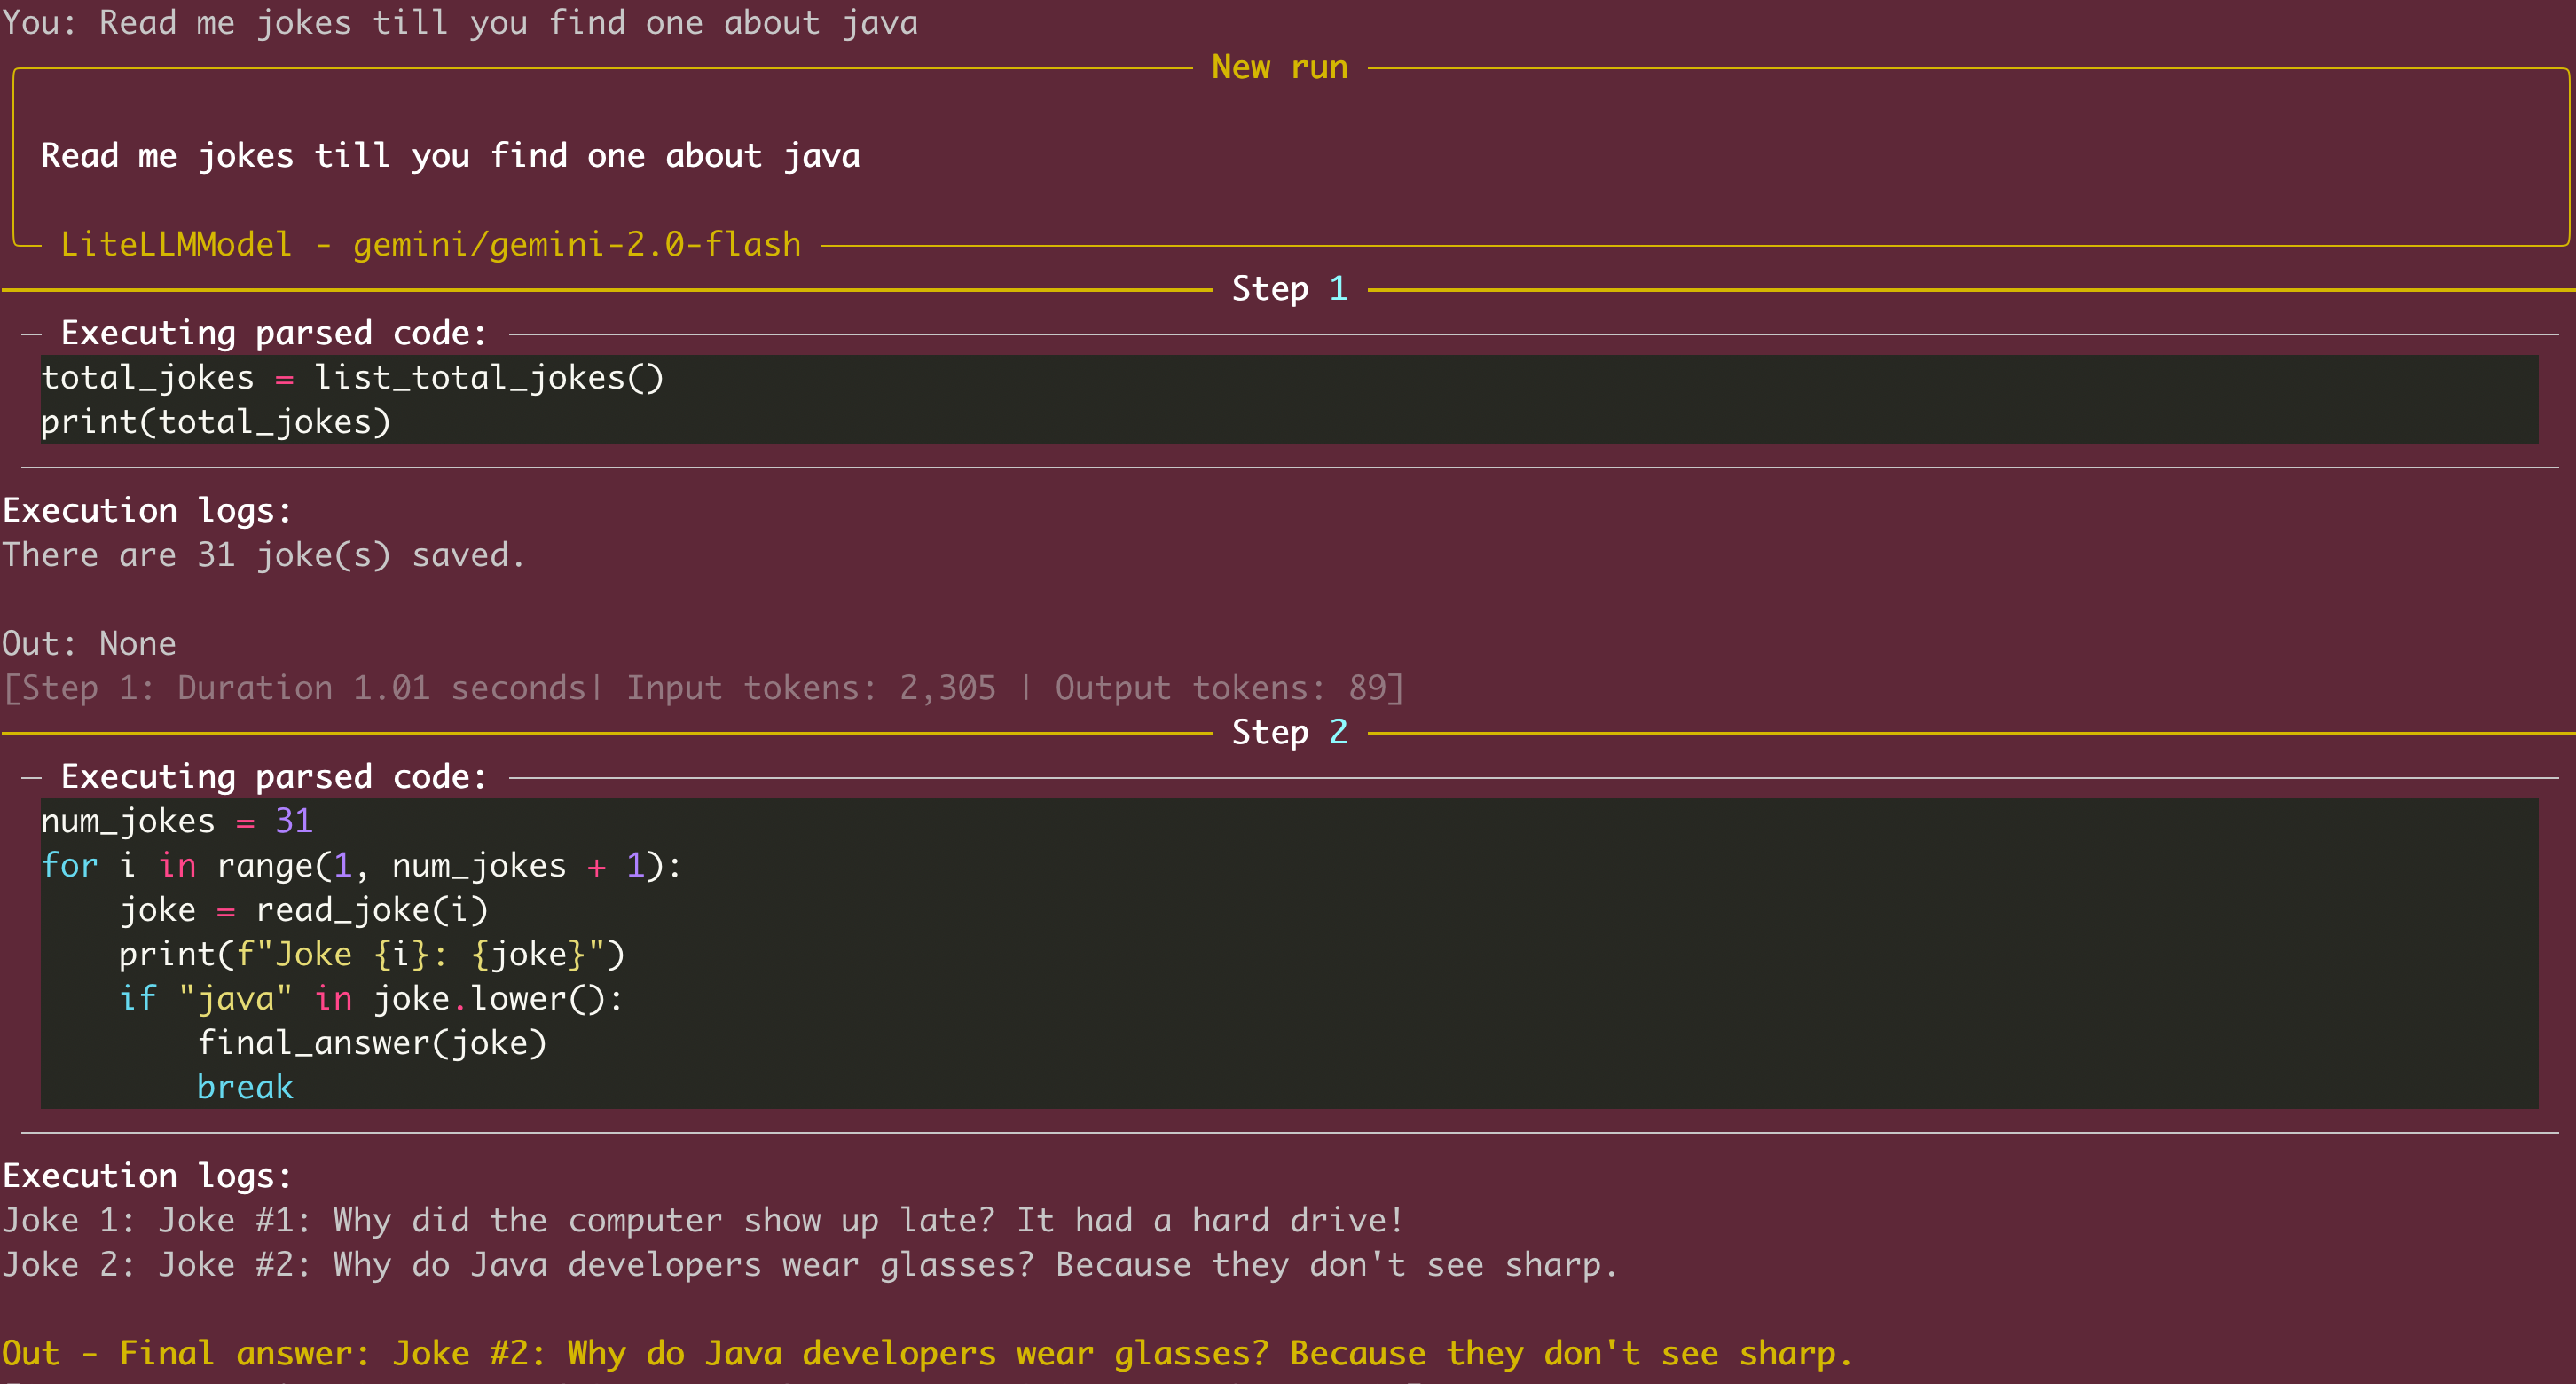 You: Read me jokes till you find one about java
New run
Read me jokes till you find one about java
LiteLLMModel - gemini/gemini-2.0-flash
Step 1
Executing parsed code:
total_jokes = list_total_jokes()
print(total_jokes)
Execution logs:
There are 31 joke(s) saved.
Out: None
[Step 1: Duration 1.01 seconds| Input tokens: 2,305 | Output tokens: 89]
Step 2
Executing parsed code:
num_jokes = 31
for i in range(1, num_jokes + 1):
    joke = read_joke(i)
    print(f"Joke {i}: {joke}")
    if "java" in joke.lower():
        final_answer(joke)
        break
Execution logs:
Joke 1: Joke #1: Why did the computer show up late? It had a hard drive!
Joke 2: Joke #2: Why do Java developers wear glasses? Because they don't see sharp.
Out - Final answer: Joke #2: Why do Java developers wear glasses? Because they don't see sharp.